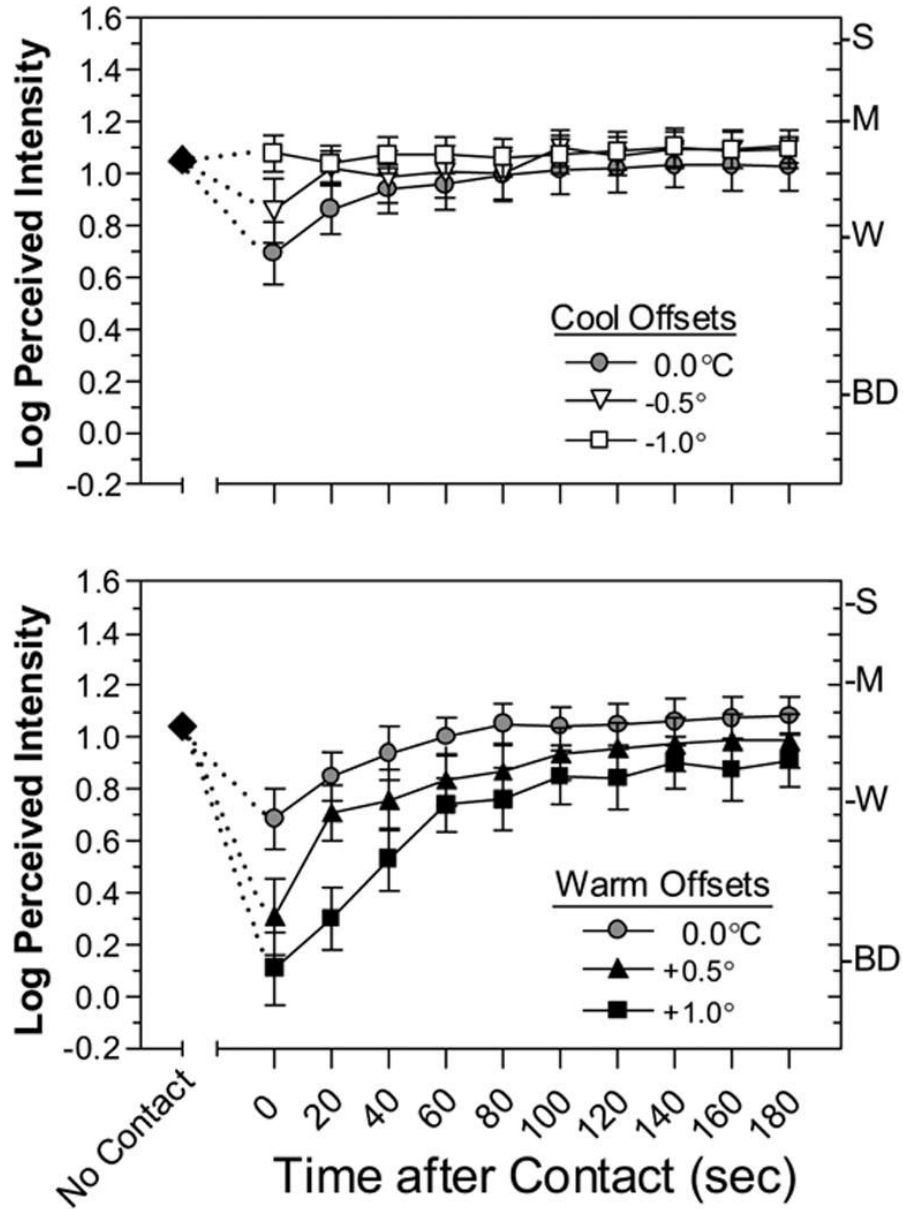 Log Perceived Intensity
1.6
1.4
1.2
1.0
0.8
0.6
0.4
0.2
0.0
-0.2
-S
-M
-W
-BD
Cool Offsets
0.0°C
-0.5°
-1.0°
Log Perceived Intensity
1.6
1.4
1.2
1.0
0.8
0.6
0.4
0.2
0.0
-0.2
-S
-M
-W
-BD
Warm Offsets
0.0°C
+0.5°
+1.0°
No Contact
0 20 40 60 80 100 120 140 160 180
Time after Contact (sec)